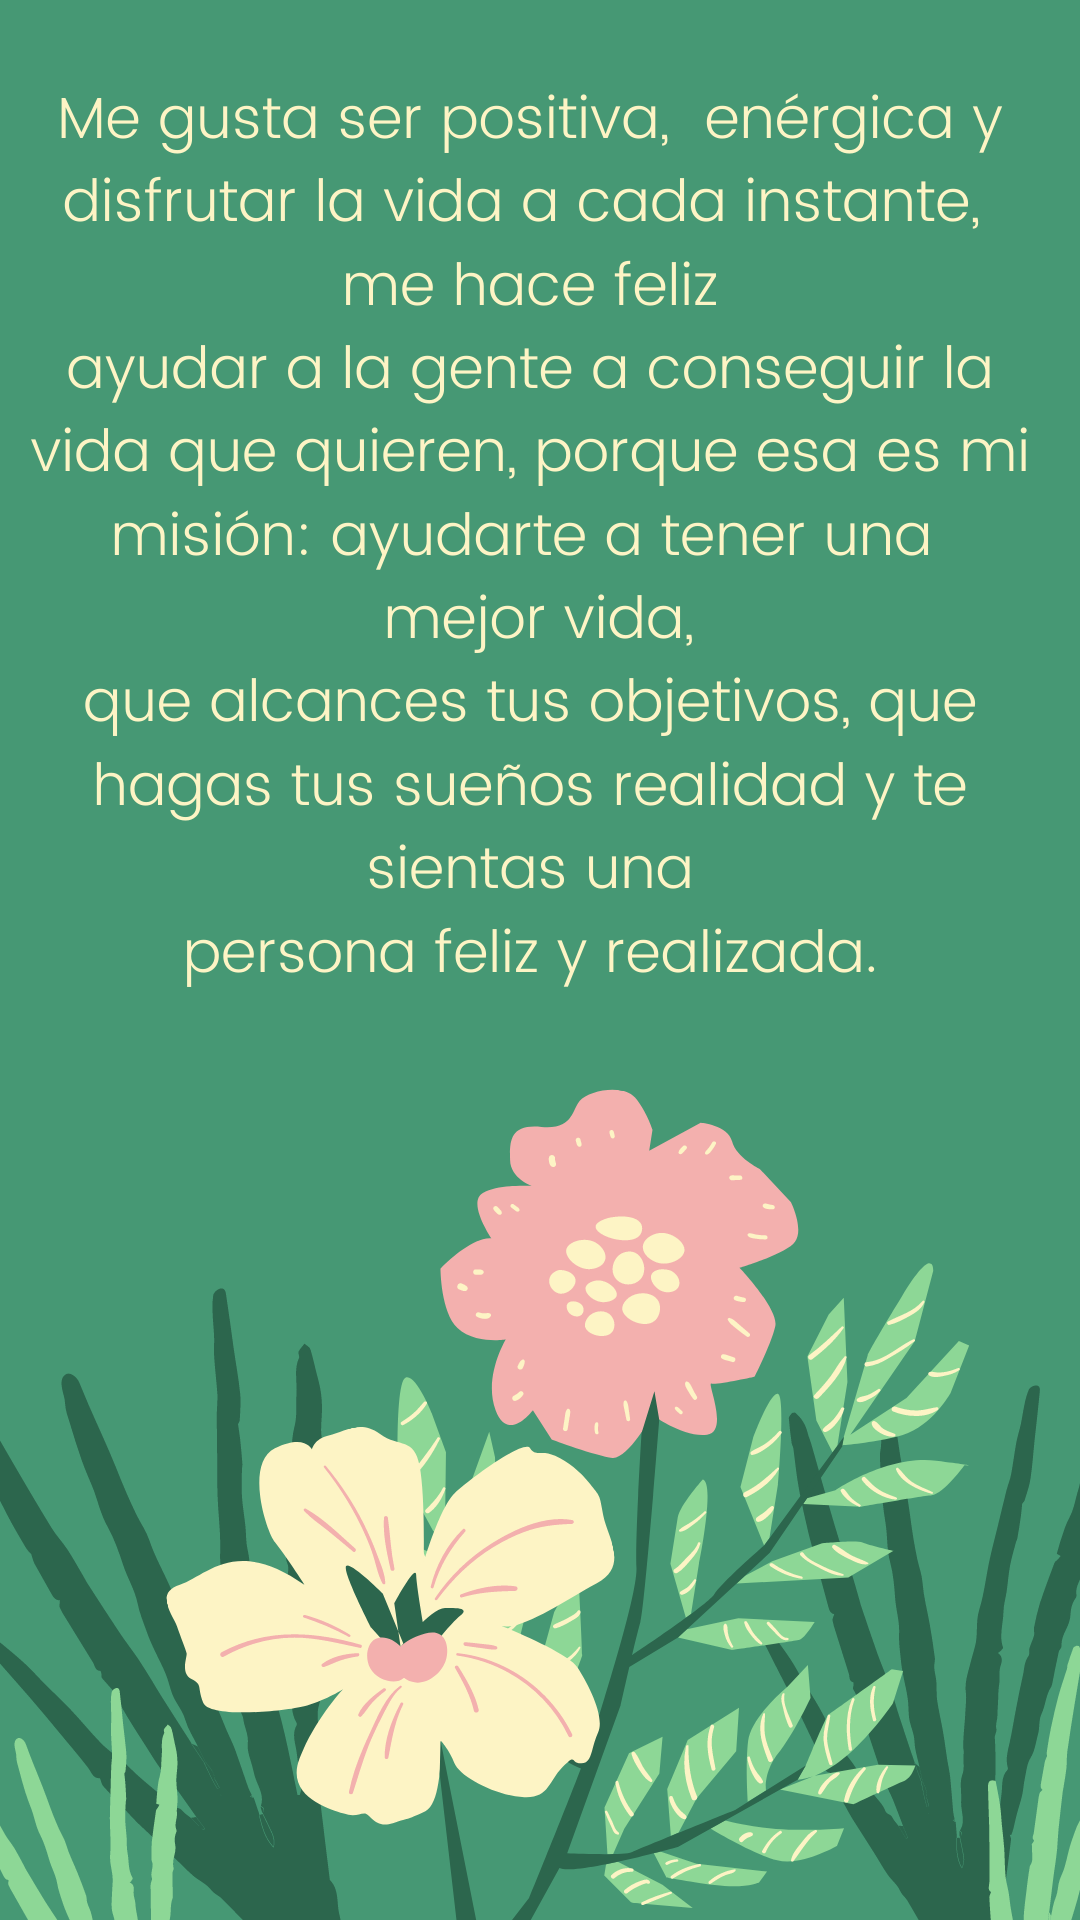 Me gusta ser positiva,  enérgica y
disfrutar la vida a cada instante,
me hace feliz
ayudar a la gente a conseguir la
vida que quieren, porque esa es mi
misión: ayudarte a tener una
mejor vida,
que alcances tus objetivos, que
hagas tus sueños realidad y te
sientas una
persona feliz y realizada.